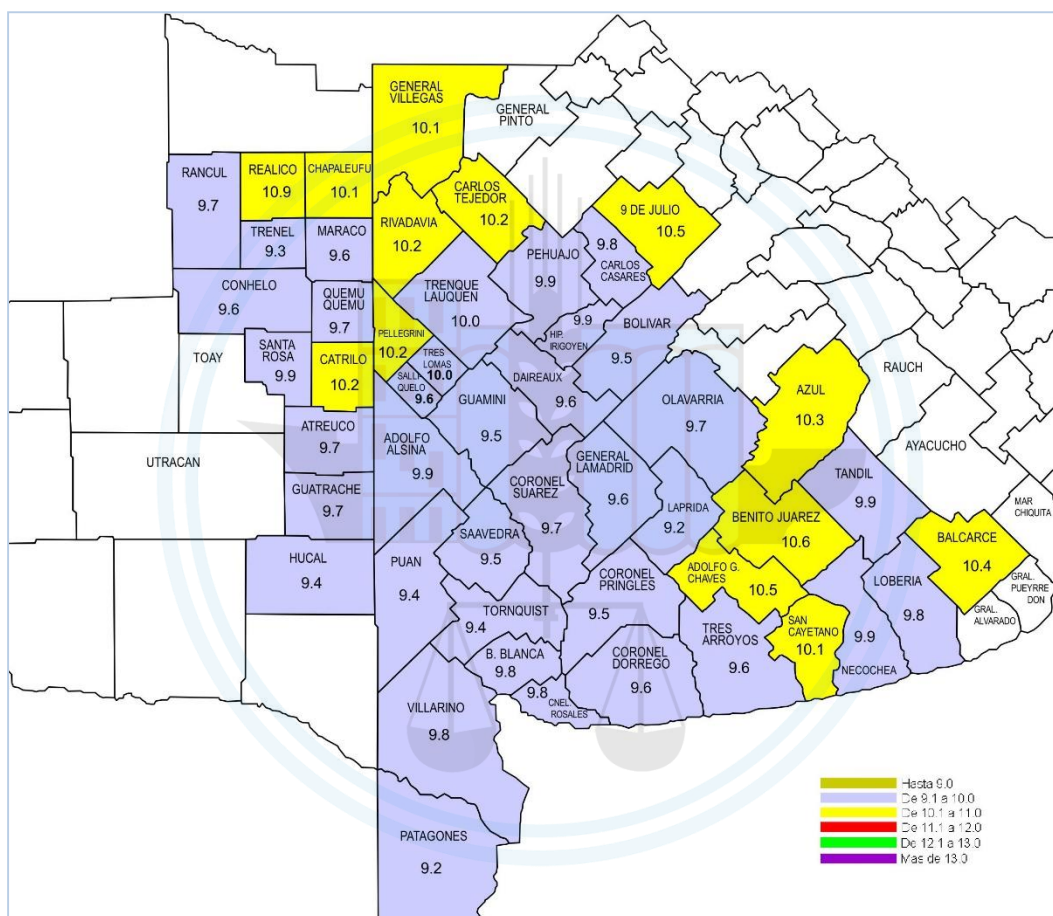 GENERAL
VILLEGAS
10.1
GENERAL
PINTO
RANCUL
9.7
REALICO
10.9
CHAPALEUFU
10.1
CARLOS
TEJEDOR
10.2
9 DE JULIO
10.5
RIVADAVIA
10.2
TRENEL
9.3
MARACO
9.6
PEHUAJO
9.9
9.8
CARLOS
CASARES
CONHELO
9.6
QUEMU
QUEMU
9.7
TRENQUE
LAUQUEN
10.0
9.9
HIP.
IRIGOYEN
BOLIVAR
9.5
TOAY
SANTA
ROSA
9.9
CATRILO
10.2
PELLEGRINI
10.2
TRES
LOMAS
10.0
SALLI
QUELO
9.6
DAIREAUX
9.6
GUAMINI
9.5
OLAVARRIA
9.7
AZUL
10.3
RAUCH
AYACUCHO
UTRACAN
ATREUCO
9.7
ADOLFO
ALSINA
9.9
GENERAL
LAMADRID
9.6
CORONEL
SUAREZ
9.7
LAPRIDA
9.2
TANDIL
9.9
MAR
CHIQUITA
GUATRACHE
9.7
BENITO JUAREZ
10.6
BALCARCE
10.4
SAAVEDRA
9.5
HUCAL
9.4
PUAN
9.4
CORONEL
PRINGLES
9.5
ADOLFO G.
CHAVES
10.5
LOBERIA
9.8
GRAL.
PUEYRRE
DON
GRAL.
ALVARADO
TORNQUIST
9.4
TRES
ARROYOS
9.6
SAN
CAYETANO
10.1
9.9
NECOCHEA
B. BLANCA
9.8
CORONEL
DORREGO
9.6
9.8
CNEL.
ROSALES
VILLARINO
9.8
PATAGONES
9.2
Hasta 9.0
De 9.1 a 10.0
De 10.1 a 11.0
De 11.1 a 12.0
De 12.1 a 13.0
Mas de 13.0